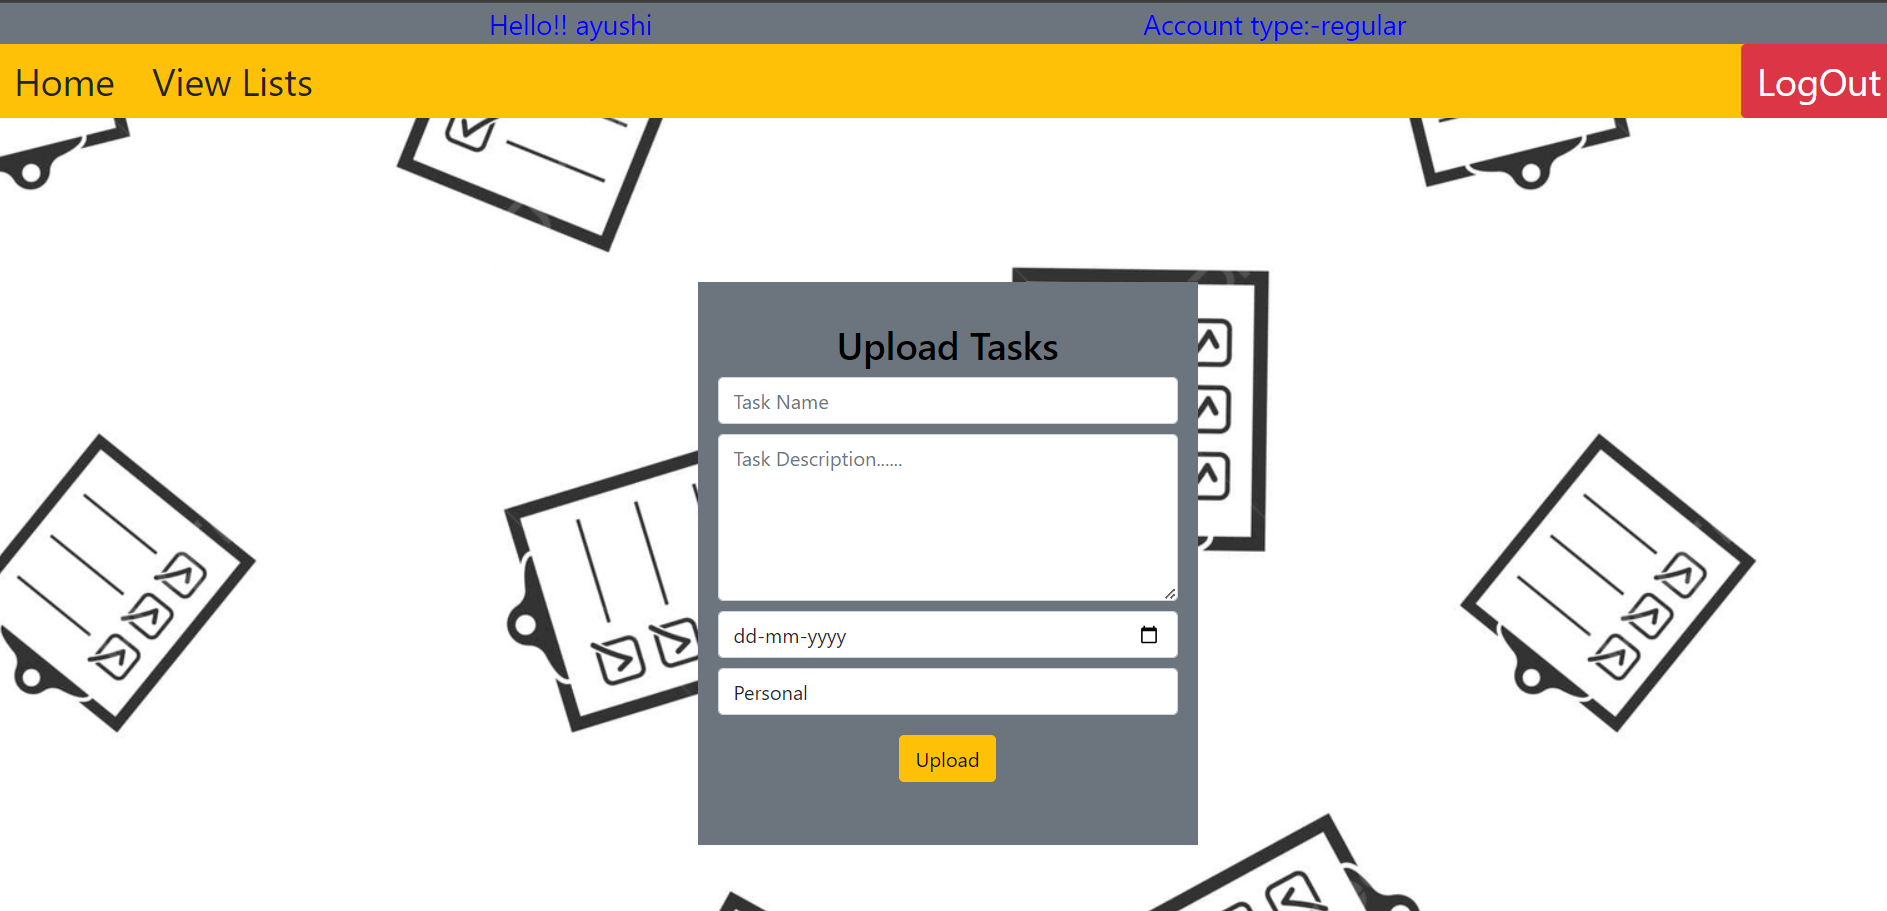 Hello!! ayushi Account type:-regular
Home View Lists LogOut
Upload Tasks
Task Name
Task Description......
dd-mm-yyyy
Personal
Upload